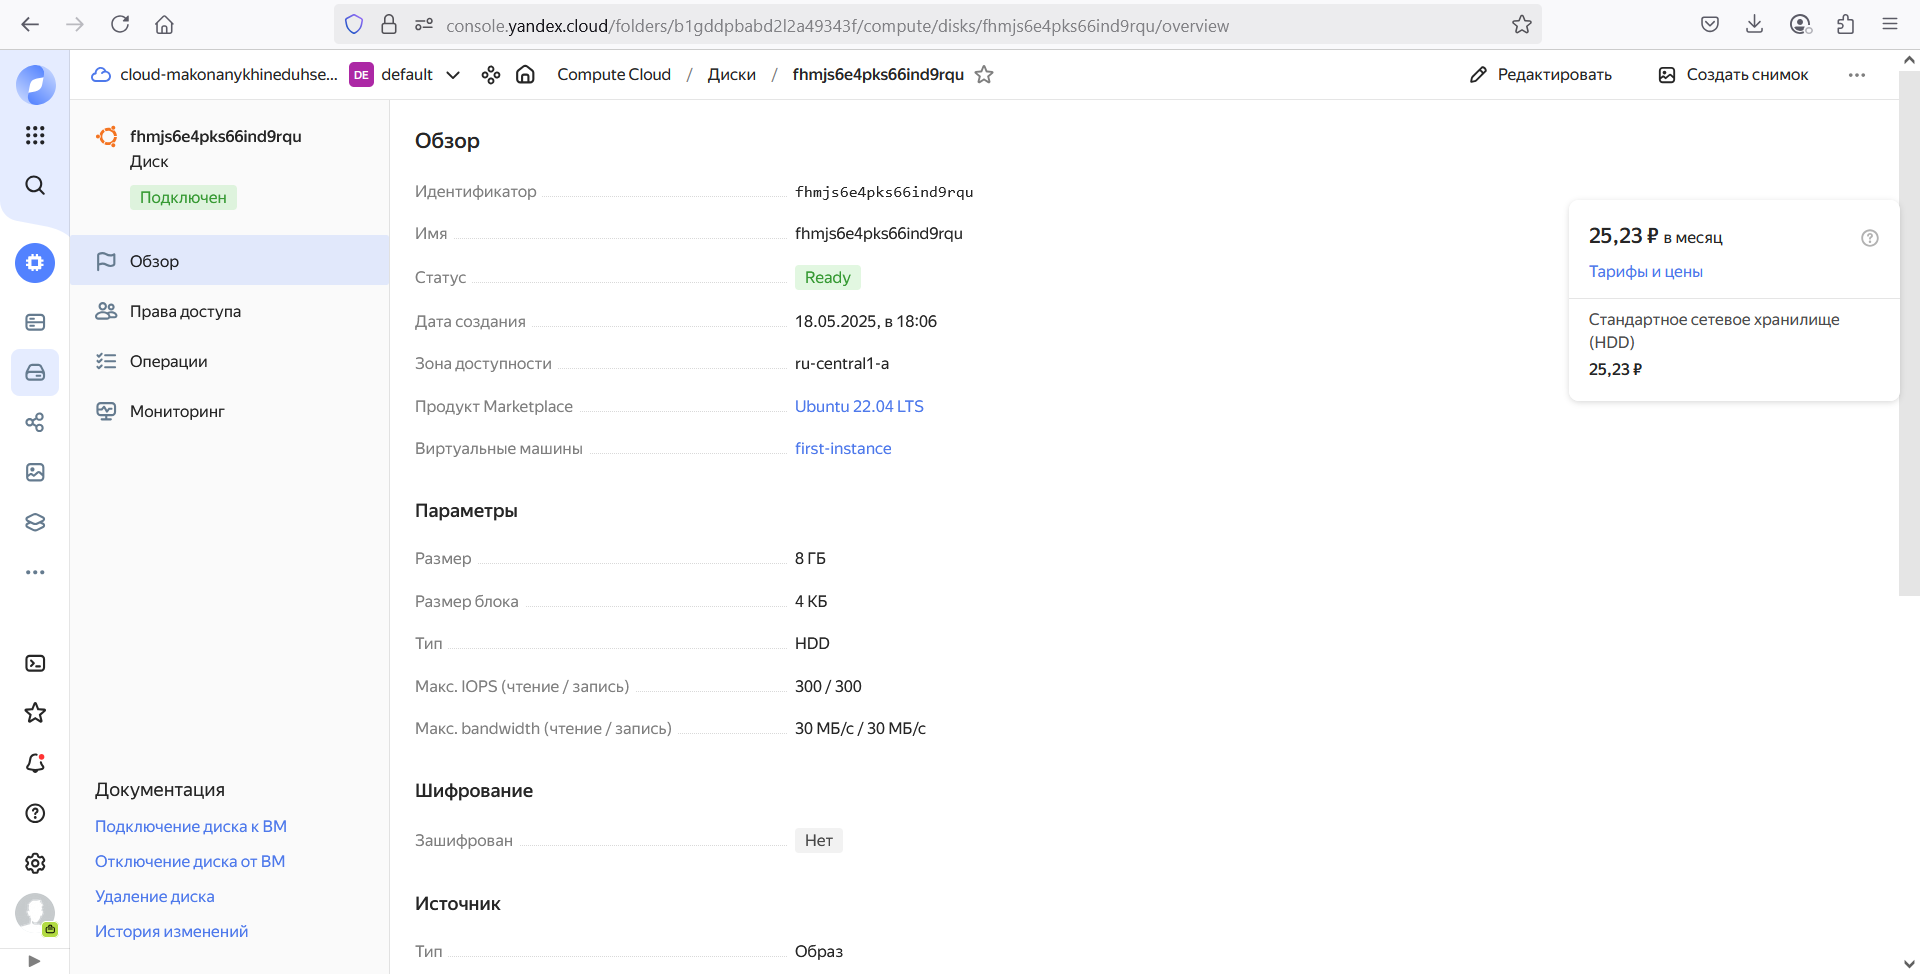 console.yandex.cloud/folders/b1gddpbabd2l2a49343f/compute/disks/fhmjs6e4pks66ind9rqu/overview
cloud-makonanykhineduhse... DE default Compute Cloud / Диски / fhmjs6e4pks66ind9rqu Редактировать Создать снимок
fhmjs6e4pks66ind9rqu
Диск
Подключен
Обзор
Права доступа
Операции
Мониторинг
Документация
Подключение диска к ВМ
Отключение диска от ВМ
Удаление диска
История изменений
Обзор
Идентификатор fhmjs6e4pks66ind9rqu
Имя fhmjs6e4pks66ind9rqu
Статус Ready
Дата создания 18.05.2025, в 18:06
Зона доступности ru-central1-a
Продукт Marketplace Ubuntu 22.04 LTS
Виртуальные машины first-instance
Параметры
Размер 8 ГБ
Размер блока 4 КБ
Тип HDD
Макс. IOPS (чтение / запись) 300 / 300
Макс. bandwidth (чтение / запись) 30 МБ/с / 30 МБ/с
Шифрование
Зашифрован Нет
Источник
Тип Образ
25,23 ₽ в месяц
Тарифы и цены
Стандартное сетевое хранилище
(HDD)
25,23 ₽